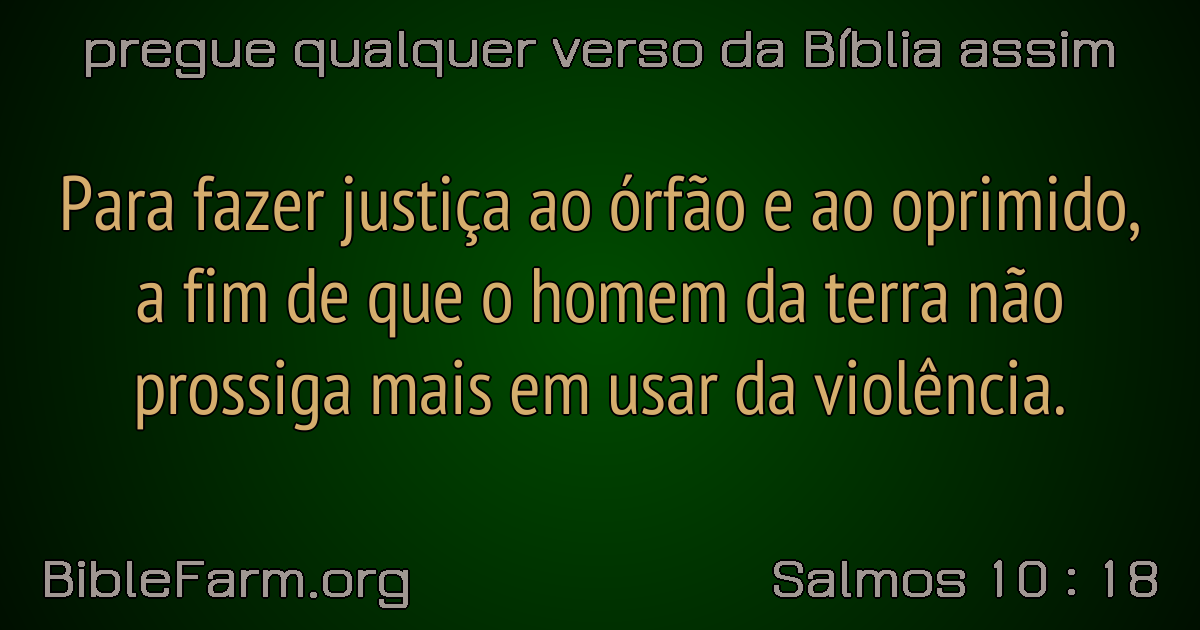 pregue qualquer verso da Bíblia assim
Para fazer justiça ao órfão e ao oprimido,
a fim de que o homem da terra não
prossiga mais em usar da violência.
BibleFarm.org
Salmos 10 : 18